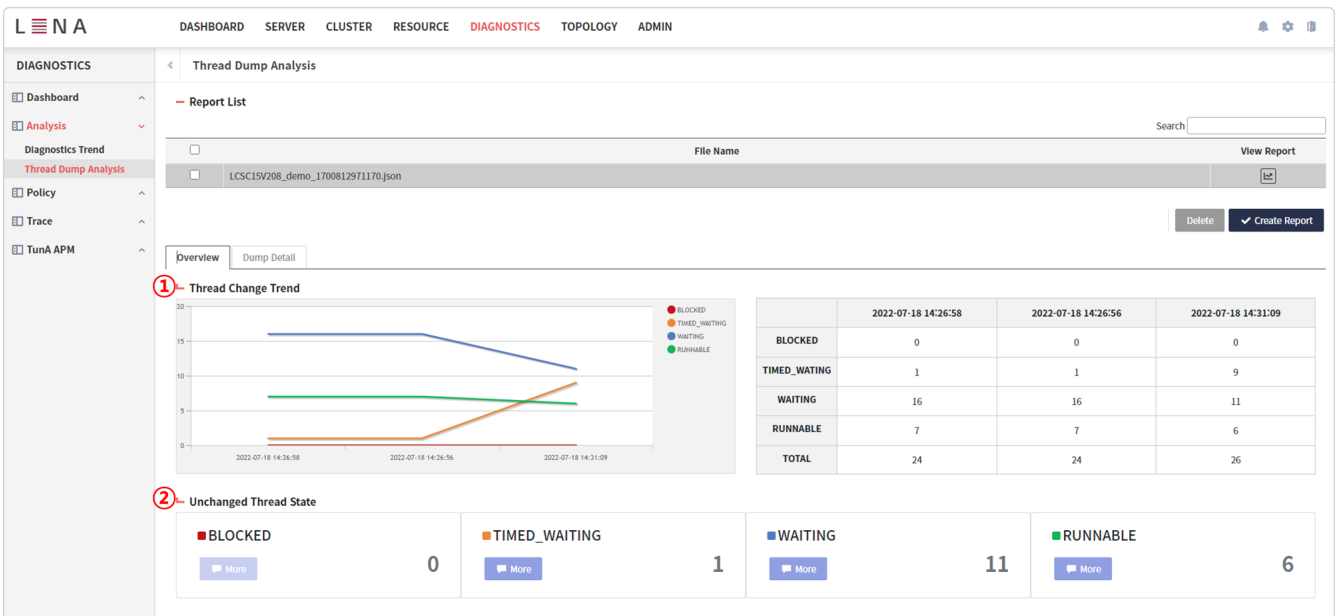 LENA
DASHBOARD SERVER CLUSTER RESOURCE DIAGNOSTICS TOPOLOGY ADMIN
DIAGNOSTICS
Dashboard
Analysis
Diagnostics Trend
Thread Dump Analysis
Policy
Trace
TunA APM
Thread Dump Analysis
Report List
Search
File Name View Report
LCSC15V208_demo_1700812971170.json
Delete Create Report
Overview Dump Detail
① Thread Change Trend
20
15
10
5
0
2022-07-18 14:26:58 2022-07-18 14:26:56 2022-07-18 14:31:09
BLOCKED
TIMED_WAITING
WAITING
RUNNABLE
2022-07-18 14:26:58 2022-07-18 14:26:56 2022-07-18 14:31:09
BLOCKED 0 0 0
TIMED_WATING 1 1 9
WAITING 16 16 11
RUNNABLE 7 7 6
TOTAL 24 24 26
② Unchanged Thread State
BLOCKED
More 0
TIMED_WAITING
More 1
WAITING
More 11
RUNNABLE
More 6